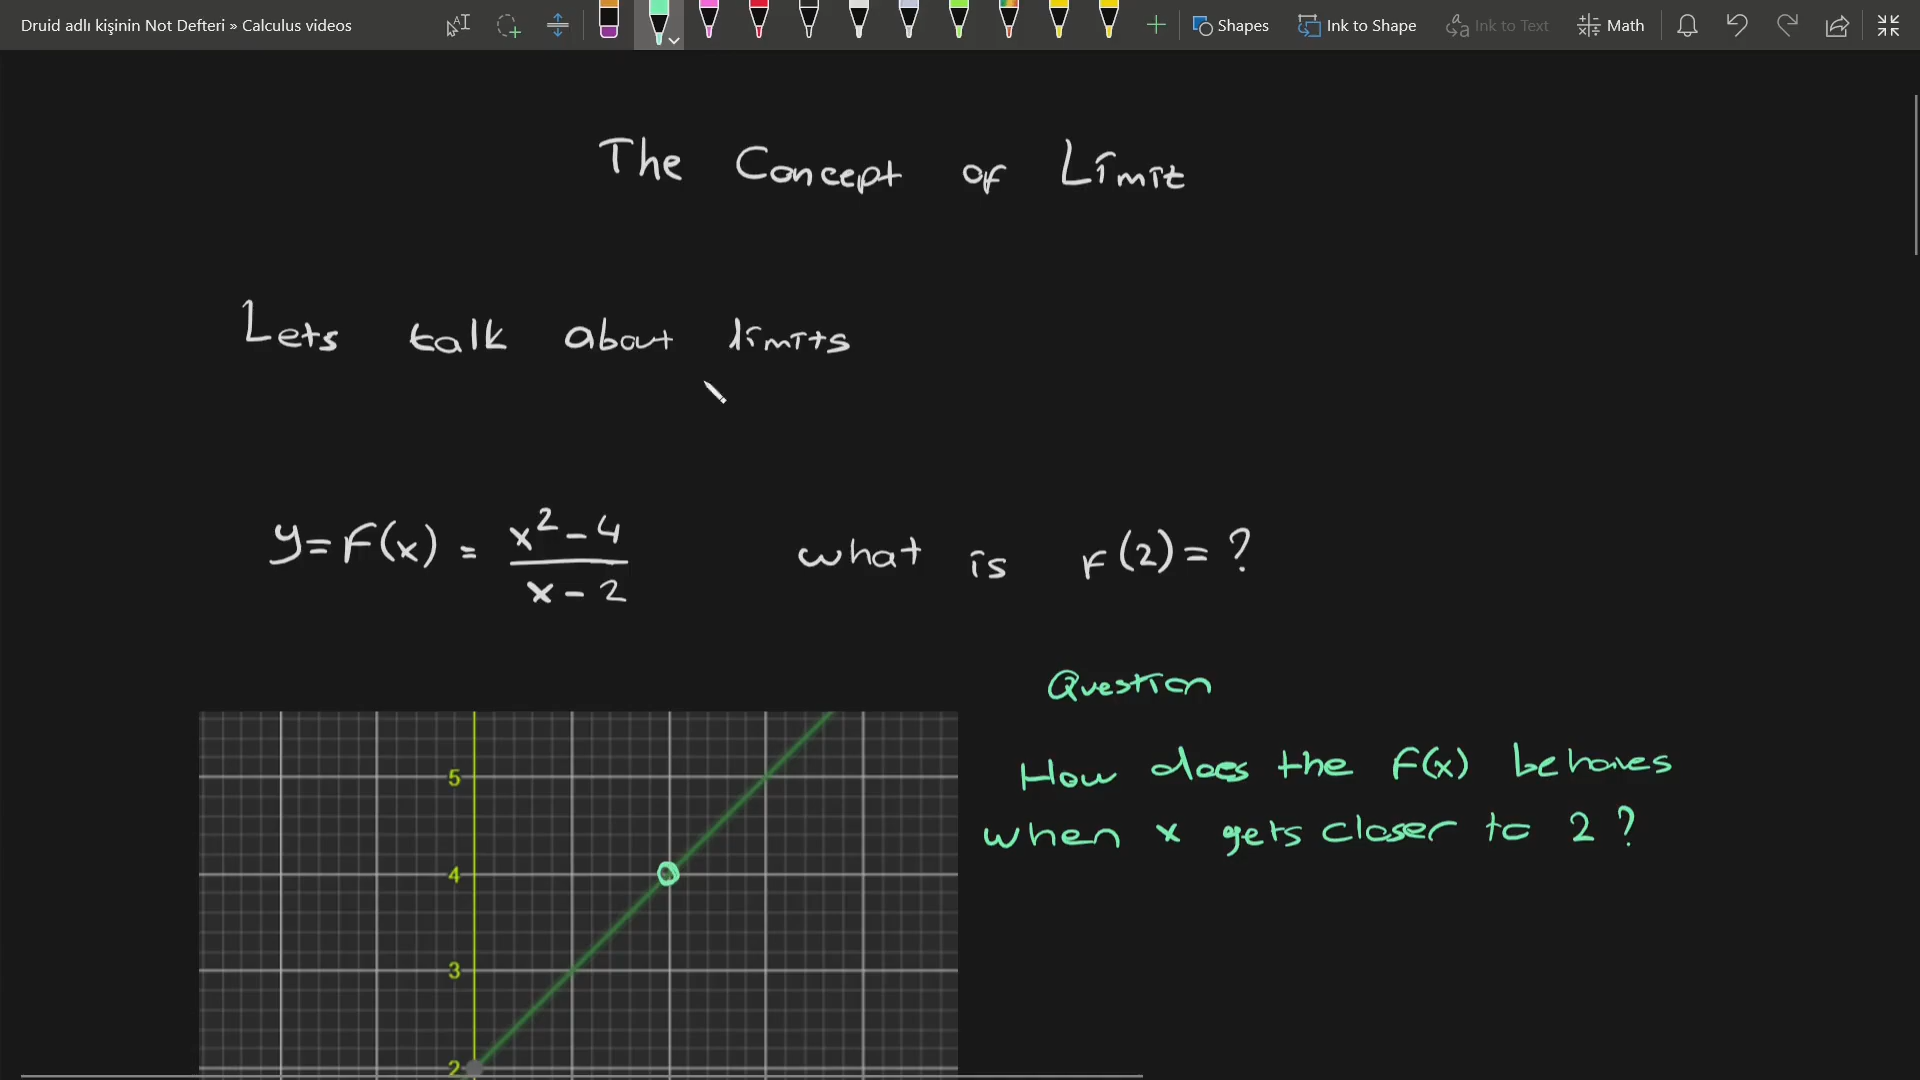 Druid adlı kişinin Not Defteri » Calculus videos
Shapes
Ink to Shape
Ink to Text
Math
The Concept of Limit
Lets talk about limits
y=F(x) = (x²-4)/(x-2) what is F(2)=?
Question
How does the F(x) behaves
when x gets closer to 2?
5
4
3
2